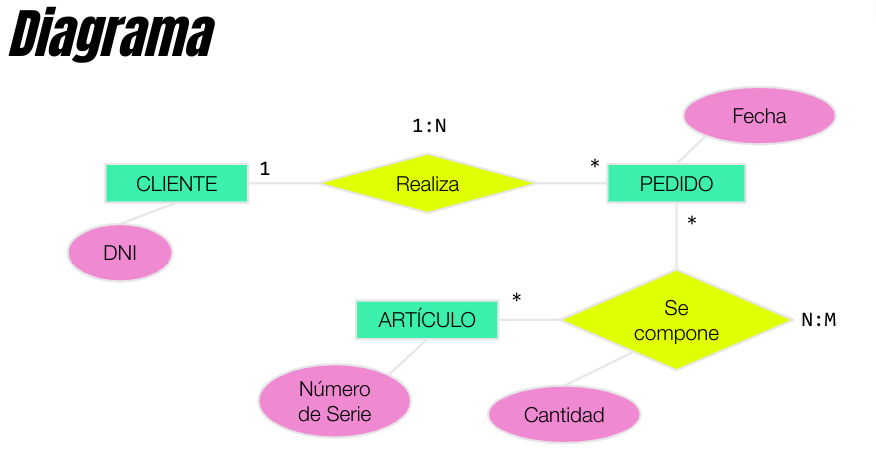 Diagrama
Fecha
1:N
CLIENTE
1
Realiza
*
PEDIDO
*
DNI
*
ARTÍCULO
Se
compone
N:M
Número
de Serie
Cantidad